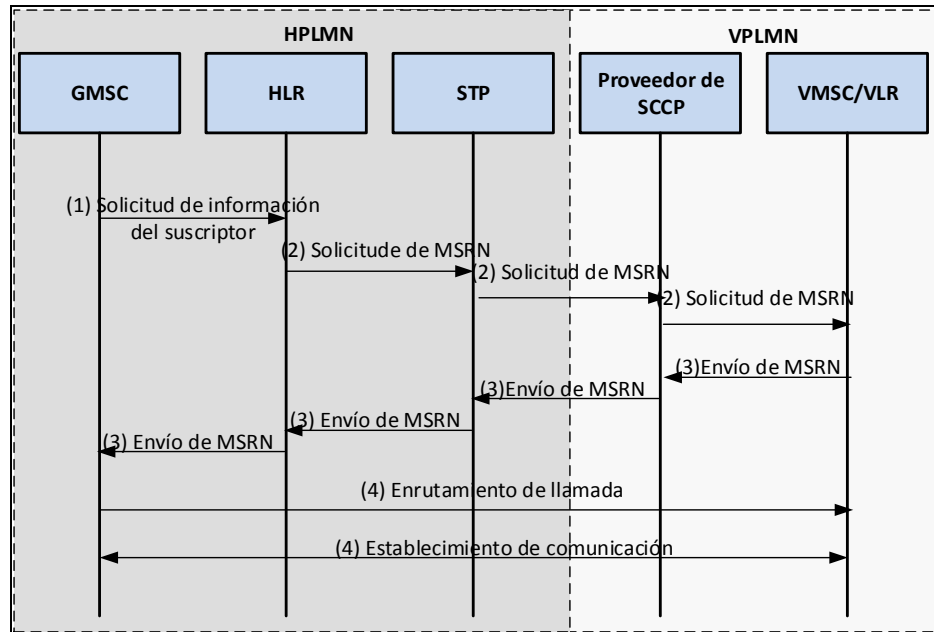 HPLMN
VPLMN
GMSC
HLR
STP
Proveedor de
SCCP
VMSC/VLR
(1) Solicitud de información
del suscriptor
(2) Solicitude de MSRN
(2) Solicitud de MSRN
(2) Solicitud de MSRN
(3)Envío de MSRN
(3)Envío de MSRN
(3) Envío de MSRN
(3) Envío de MSRN
(4) Enrutamiento de llamada
(4) Establecimiento de comunicación